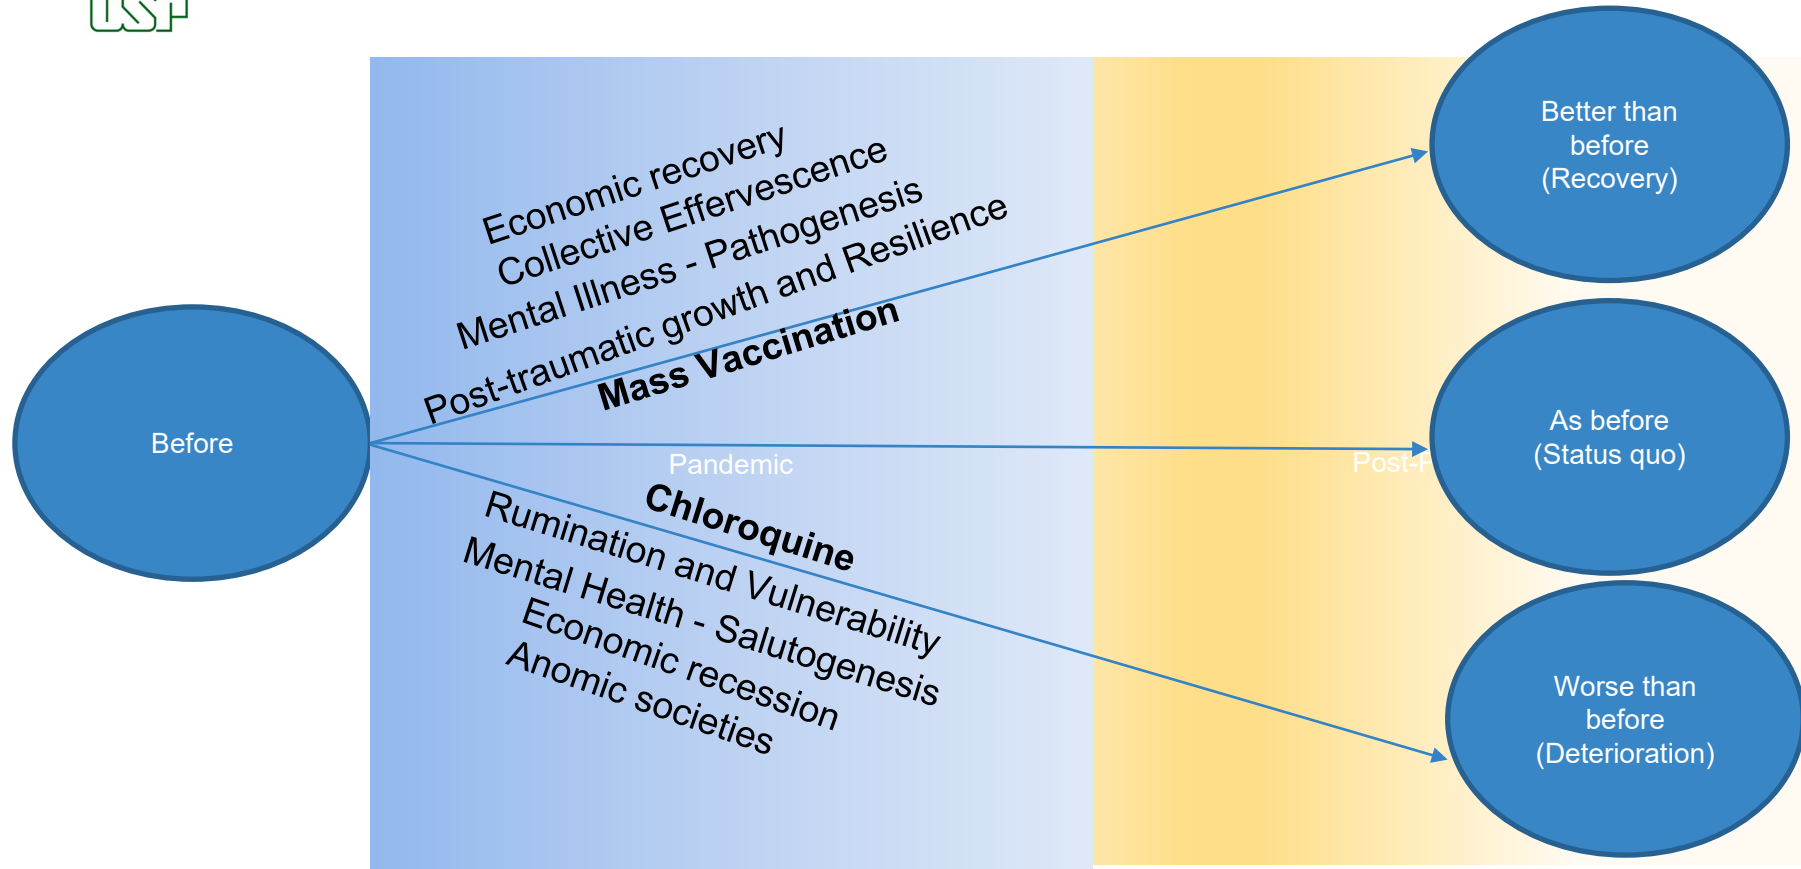 USP
Better than
before
(Recovery)
Economic recovery
Collective Effervescence
Mental Illness - Pathogenesis
Post-traumatic growth and Resilience
Mass Vaccination
Before
As before
(Status quo)
Pandemic
Post-P
Chloroquine
Rumination and Vulnerability
Mental Health - Salutogenesis
Economic recession
Anomic societies
Worse than
before
(Deterioration)